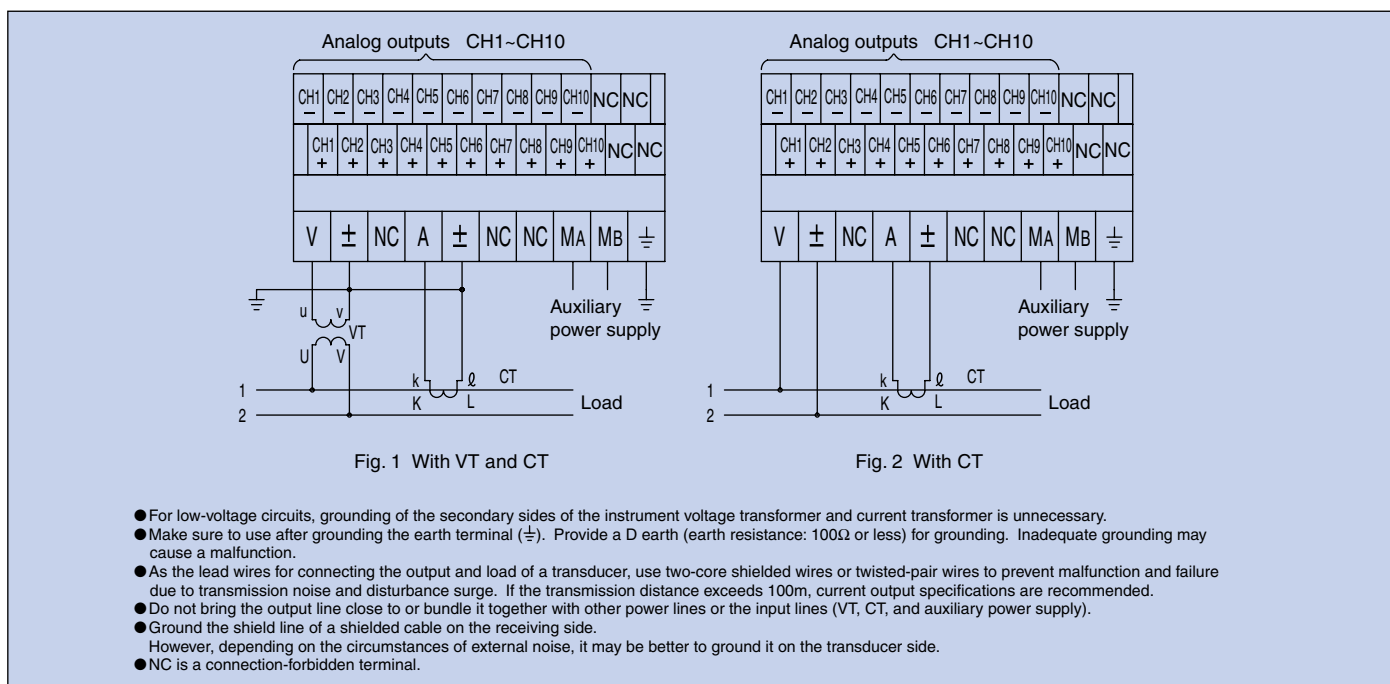 Analog outputs CH1~CH10
CH1 CH2 CH3 CH4 CH5 CH6 CH7 CH8 CH9 CH10 NC NC
− − − − − − − − − −
CH1 CH2 CH3 CH4 CH5 CH6 CH7 CH8 CH9 CH10 NC NC
+ + + + + + + + + +
V ± NC A ± NC NC MA MB ⏚
Auxiliary
power supply
u v
VT
U V
k ℓ CT
1
K L
Load
2
Fig. 1 With VT and CT
Analog outputs CH1~CH10
CH1 CH2 CH3 CH4 CH5 CH6 CH7 CH8 CH9 CH10 NC NC
− − − − − − − − − −
CH1 CH2 CH3 CH4 CH5 CH6 CH7 CH8 CH9 CH10 NC NC
+ + + + + + + + + +
V ± NC A ± NC NC MA MB ⏚
Auxiliary
power supply
k ℓ CT
1
K L
Load
2
Fig. 2 With CT
●For low-voltage circuits, grounding of the secondary sides of the instrument voltage transformer and current transformer is unnecessary.
●Make sure to use after grounding the earth terminal (⏚). Provide a D earth (earth resistance: 100Ω or less) for grounding. Inadequate grounding may
cause a malfunction.
●As the lead wires for connecting the output and load of a transducer, use two-core shielded wires or twisted-pair wires to prevent malfunction and failure
due to transmission noise and disturbance surge. If the transmission distance exceeds 100m, current output specifications are recommended.
●Do not bring the output line close to or bundle it together with other power lines or the input lines (VT, CT, and auxiliary power supply).
●Ground the shield line of a shielded cable on the receiving side.
However, depending on the circumstances of external noise, it may be better to ground it on the transducer side.
●NC is a connection-forbidden terminal.